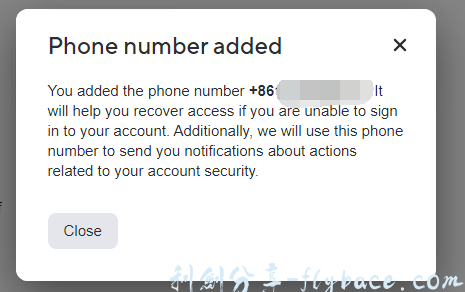 Phone number added
You added the phone number +86 It
will help you recover access if you are unable to sign
in to your account. Additionally, we will use this phone
number to send you notifications about actions
related to your account security.
Close
利創分享-flybace.com